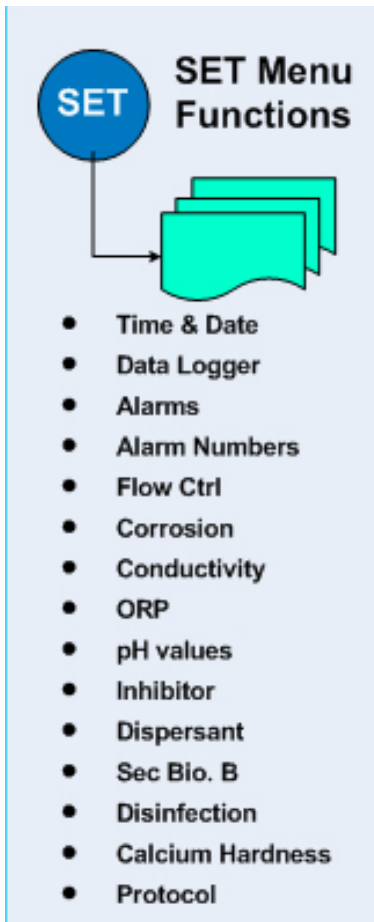 SET
SET Menu
Functions
• Time & Date
• Data Logger
• Alarms
• Alarm Numbers
• Flow Ctrl
• Corrosion
• Conductivity
• ORP
• pH values
• Inhibitor
• Dispersant
• Sec Bio. B
• Disinfection
• Calcium Hardness
• Protocol